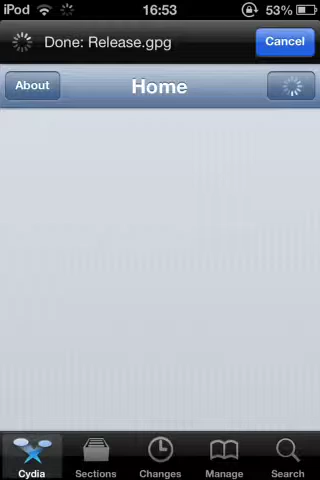 iPod 16:53 53%
Done: Release.gpg Cancel
About Home
Cydia Sections Changes Manage Search